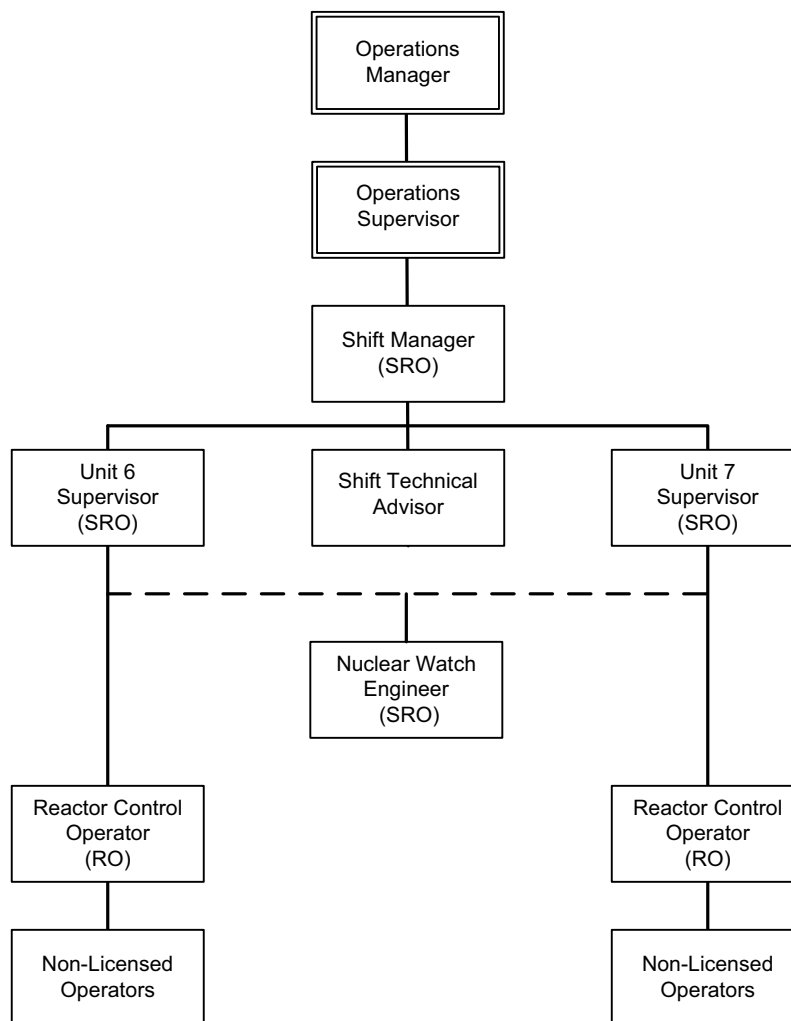 Operations
Manager
Operations
Supervisor
Shift Manager
(SRO)
Unit 6
Supervisor
(SRO)
Shift Technical
Advisor
Unit 7
Supervisor
(SRO)
Nuclear Watch
Engineer
(SRO)
Reactor Control
Operator
(RO)
Reactor Control
Operator
(RO)
Non-Licensed
Operators
Non-Licensed
Operators